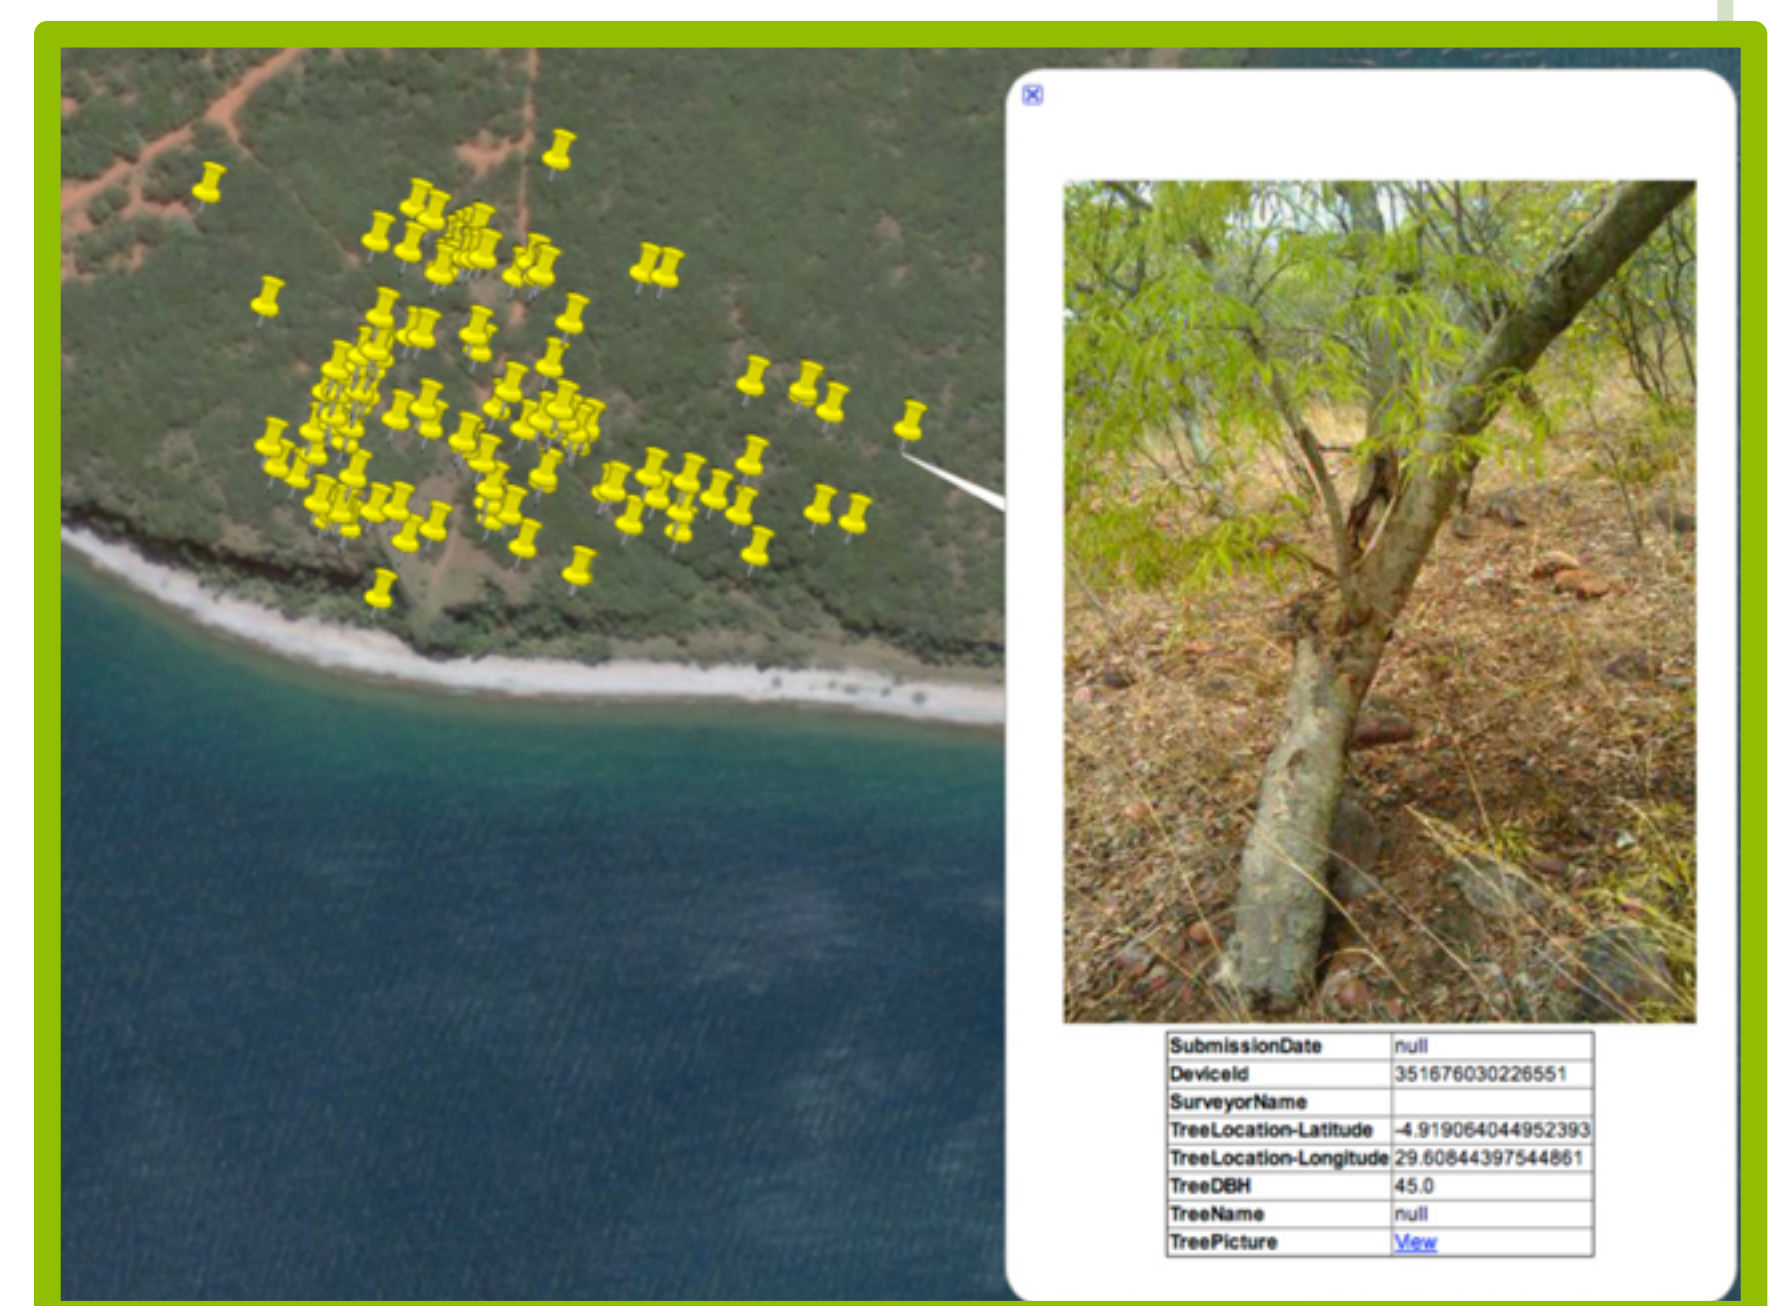 SubmissionDate null
DeviceId 351676030226551
SurveyorName
TreeLocation-Latitude -4.919064044952393
TreeLocation-Longitude 29.60844397544861
TreeDBH 45.0
TreeName null
TreePicture View